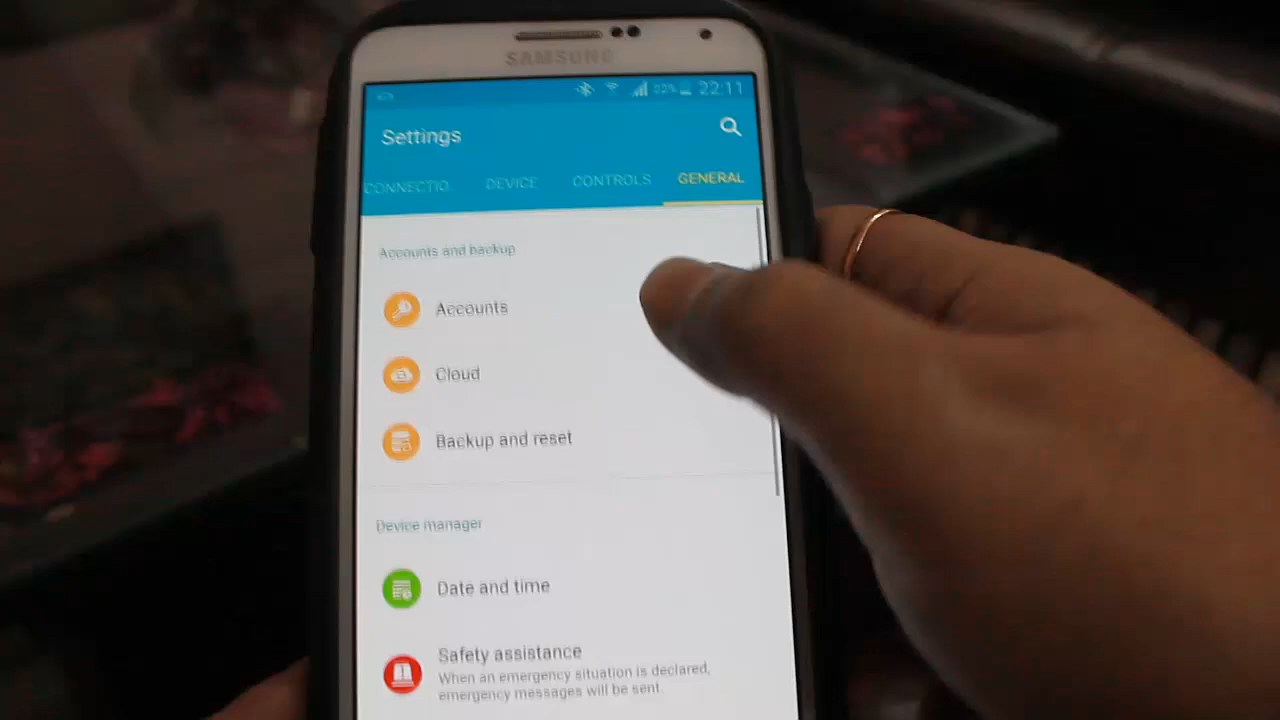 SAMSUNG
22:11
Settings
CONNECTIO.
DEVICE
CONTROLS
GENERAL
Accounts and backup
Accounts
Cloud
Backup and reset
Device manager
Date and time
Safety assistance
When an emergency situation is declared,
emergency messages will be sent.